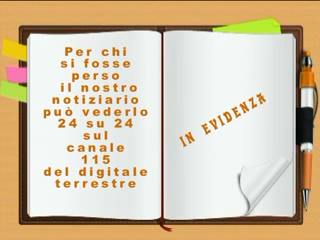 Per chi
si fosse
perso
il nostro
notiziario
può vederlo
24 su 24
sul
canale
115
del digitale
terrestre
IN EVIDENZA